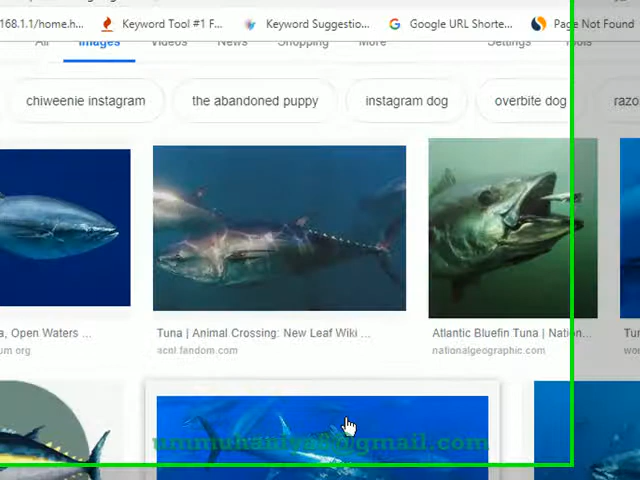 168.1.1/home.h... Keyword Tool #1 F... Keyword Suggestio... Google URL Shorte... Page Not Found
All Images Videos News Shopping More Settings Tools
chiweenie instagram the abandoned puppy instagram dog overbite dog razo
a, Open Waters ... Tuna | Animal Crossing: New Leaf Wiki ... Atlantic Bluefin Tuna | Nation... Tun
um.org acnl.fandom.com nationalgeographic.com wor